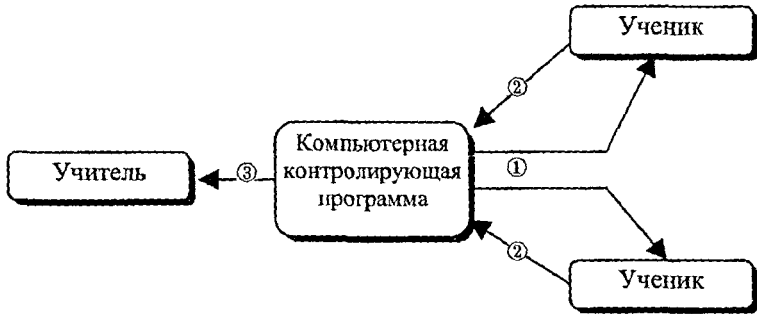 Ученик
②
Компьютерная
контролирующая
программа
①
Учитель
③
②
Ученик